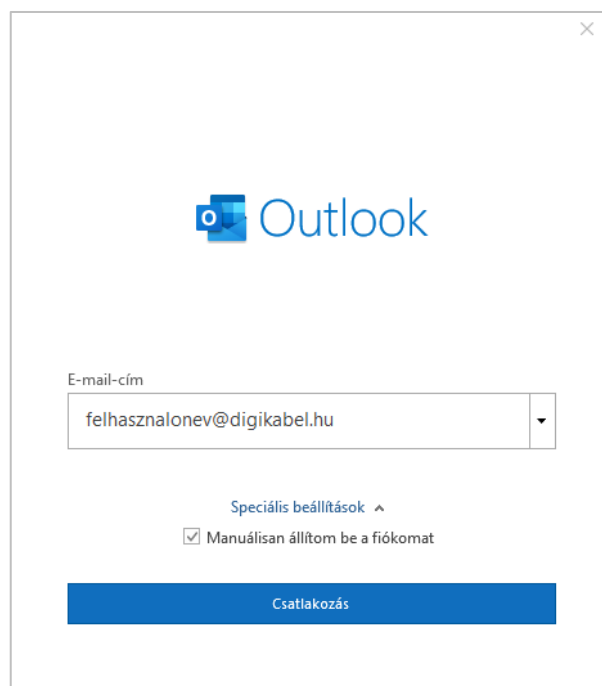 Outlook
E-mail-cím
felhasznalonev@digikabel.hu
Speciális beállítások
Manuálisan állítom be a fiókomat
Csatlakozás